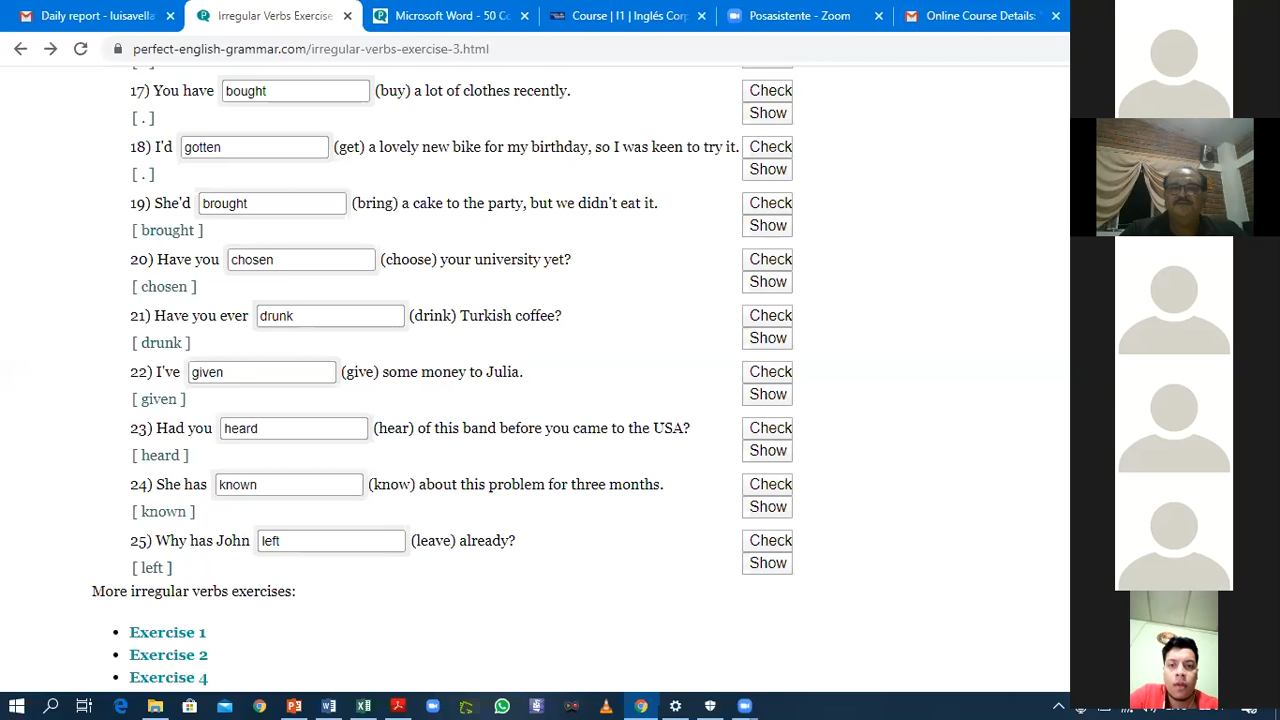 Daily report - luisavella
Irregular Verbs Exercise
Microsoft Word - 50 Co
Course | I1 | Inglés Corp
Posasistente - Zoom
Online Course Details:
perfect-english-grammar.com/irregular-verbs-exercise-3.html
17) You have bought (buy) a lot of clothes recently. Check
[ . ] Show
18) I'd gotten (get) a lovely new bike for my birthday, so I was keen to try it. Check
[ . ] Show
19) She'd brought (bring) a cake to the party, but we didn't eat it. Check
[ brought ] Show
20) Have you chosen (choose) your university yet? Check
[ chosen ] Show
21) Have you ever drunk (drink) Turkish coffee? Check
[ drunk ] Show
22) I've given (give) some money to Julia. Check
[ given ] Show
23) Had you heard (hear) of this band before you came to the USA? Check
[ heard ] Show
24) She has known (know) about this problem for three months. Check
[ known ] Show
25) Why has John left (leave) already? Check
[ left ] Show
More irregular verbs exercises:
• Exercise 1
• Exercise 2
• Exercise 4